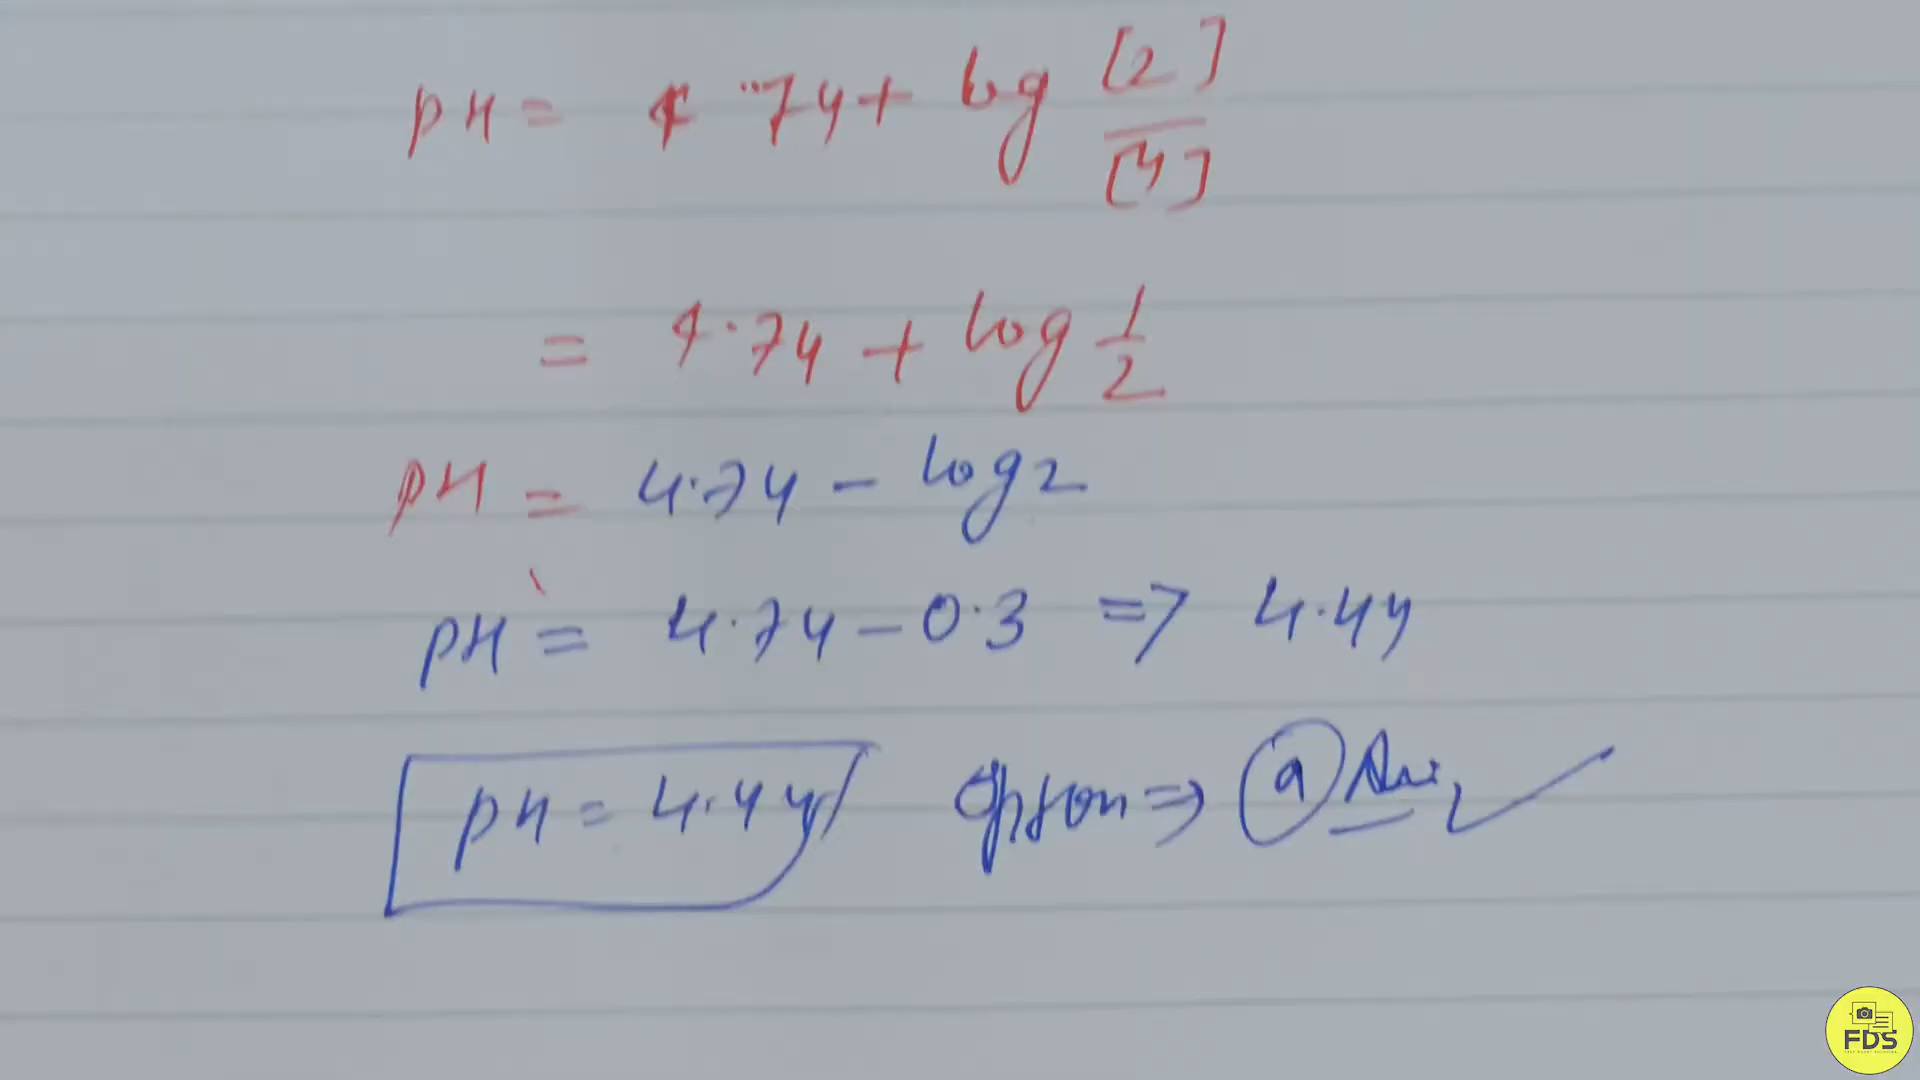 pH = 4.74 + log [2]/[4]
= 4.74 + log 1/2
pH = 4.74 - log 2
pH = 4.74 - 0.3 => 4.44
pH = 4.44 Option => (a) Ans
FDS